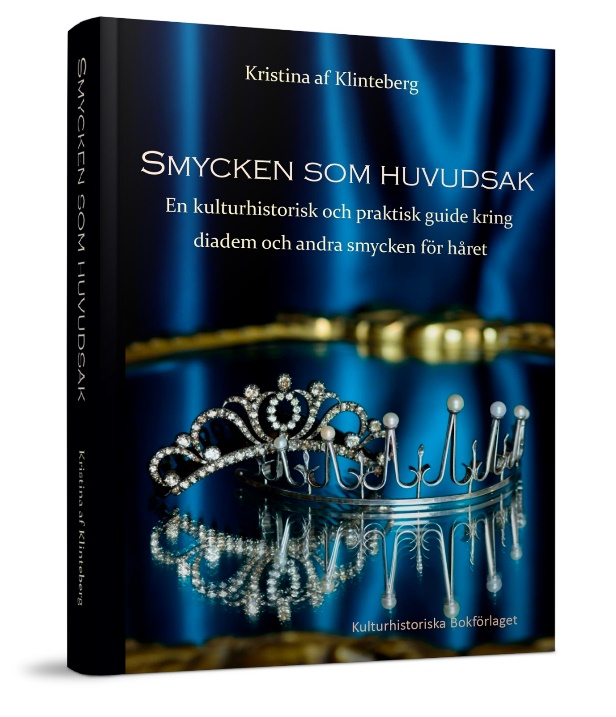 Kristina af Klinteberg
SMYCKEN SOM HUVUDSAK
En kulturhistorisk och praktisk guide kring
diadem och andra smycken för håret
Kulturhistoriska Bokförlaget
SMYCKEN SOM HUVUDSAK
Kristina af Klinteberg